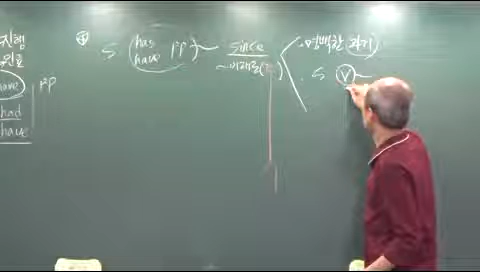 진행
완료
have PP
had
have
④ S (has have PP) ~ since
~이래로(
· 명백한 과거
· S V ~